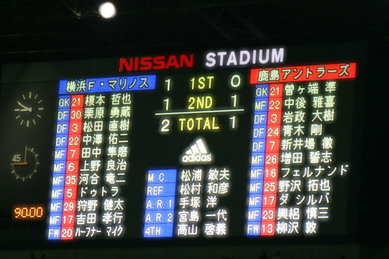 NISSAN STADIUM
横浜F・マリノス 1 1ST 0 鹿島アントラーズ
1 2ND 1
2 TOTAL 1
adidas
GK 21 榎本 哲也
DF 30 栗原 勇蔵
DF 3 松田 直樹
DF 22 中澤 佑二
MF 7 田中 隼磨
MF 6 上野 良治
MF 35 河合 竜二
MF 5 ドゥトラ
MF 29 狩野 健太
MF 17 吉田 孝行
FW 20 ハーフナー マイク
M.C. 松浦 敏夫
REF 松村 和彦
A.R.1 手塚 洋
A.R.2 宮島 一代
4TH 高山 啓義
GK 21 曽ヶ端 準
MF 22 中後 雅喜
DF 3 岩政 大樹
DF 24 青木 剛
DF 7 新井場 徹
MF 26 増田 誓志
MF 16 フェルナンド
MF 25 野沢 拓也
MF 17 ダ シルバ
MF 23 興梠 慎三
FW 13 柳沢 敦
45
90.00